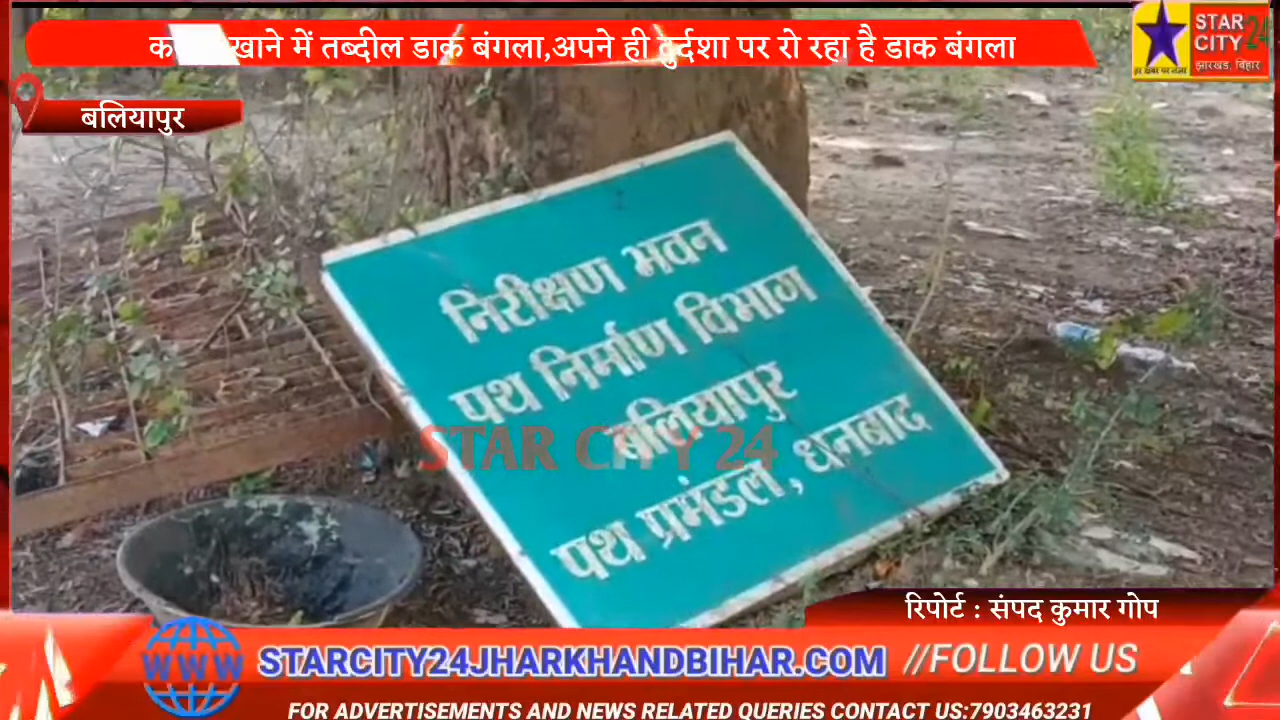 में तब्दील डाक बंगला,अपने ही दुर्दशा पर रो रहा है डाक बंगला
STAR
CITY 24
झारखंड, बिहार
बलियापुर
निरीक्षण भवन
पथ निर्माण विभाग
बलियापुर
पथ प्रमंडल, धनबाद
STAR CITY 24
रिपोर्ट : संपद कुमार गोप
WWW
STARCITY24JHARKHANDBIHAR.COM //FOLLOW US
FOR ADVERTISEMENTS AND NEWS RELATED QUERIES CONTACT US:7903463231